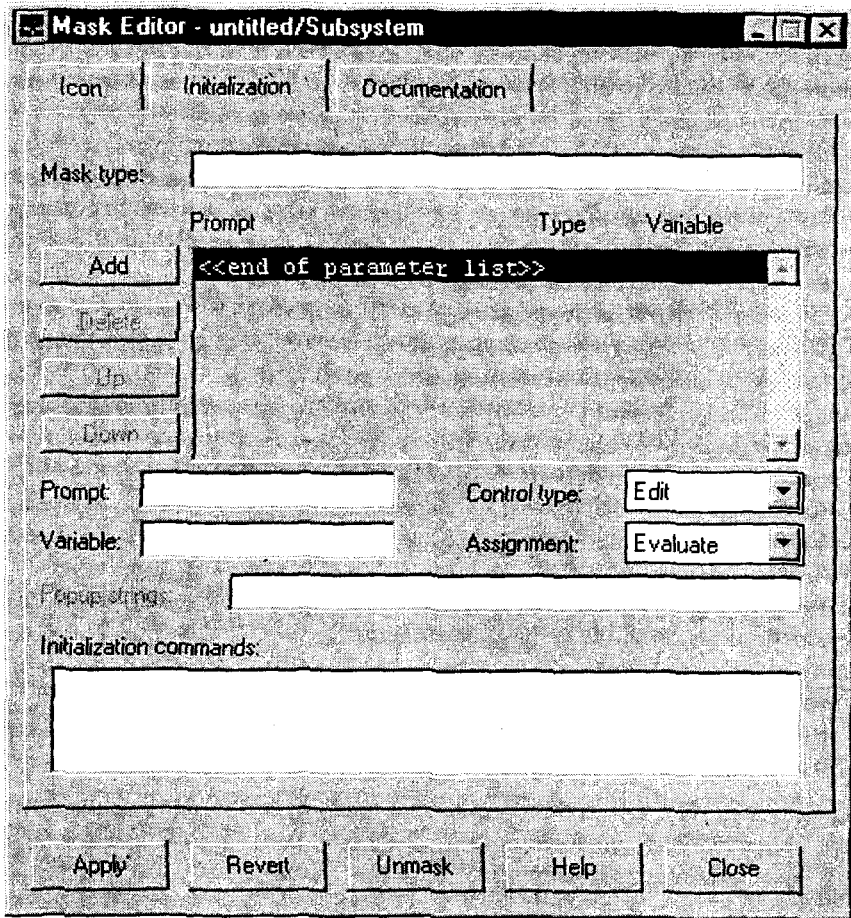 Mask Editor - untitled/Subsystem
Icon Initialization Documentation
Mask type:
Prompt Type Variable
Add <<end of parameter list>>
Delete
Up
Down
Prompt: Control type: Edit
Variable: Assignment: Evaluate
Popup strings:
Initialization commands:
Apply Revert Unmask Help Close